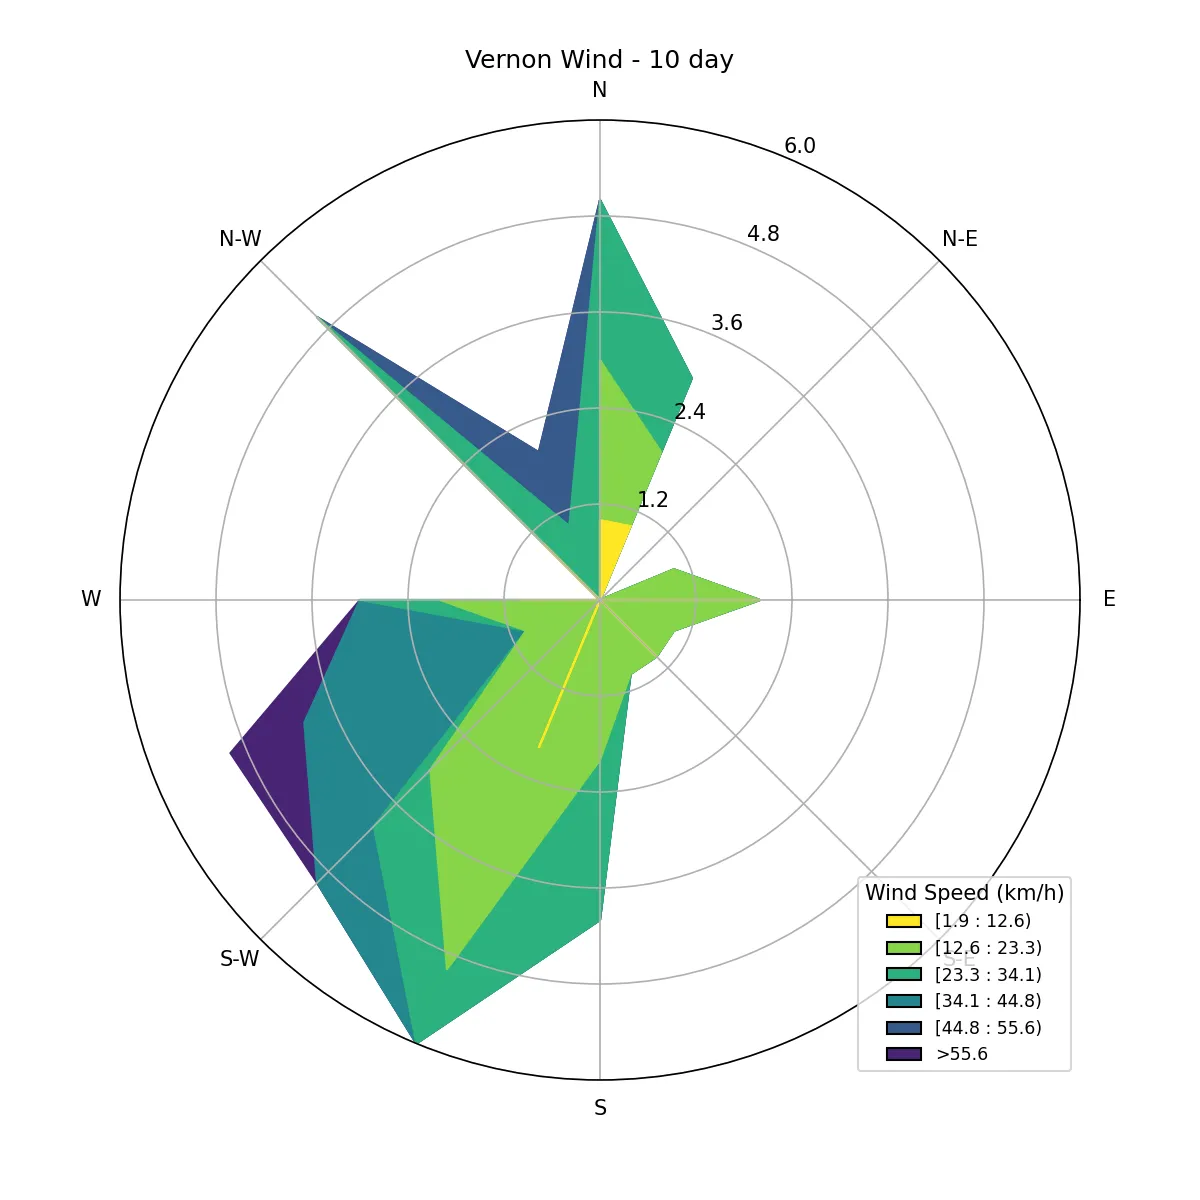 Vernon Wind - 10 day
N
6.0
N-W
4.8
N-E
3.6
2.4
1.2
W
E
Wind Speed (km/h)
[1.9 : 12.6)
[12.6 : 23.3)
S-W
S-E
[23.3 : 34.1)
[34.1 : 44.8)
[44.8 : 55.6)
>55.6
S